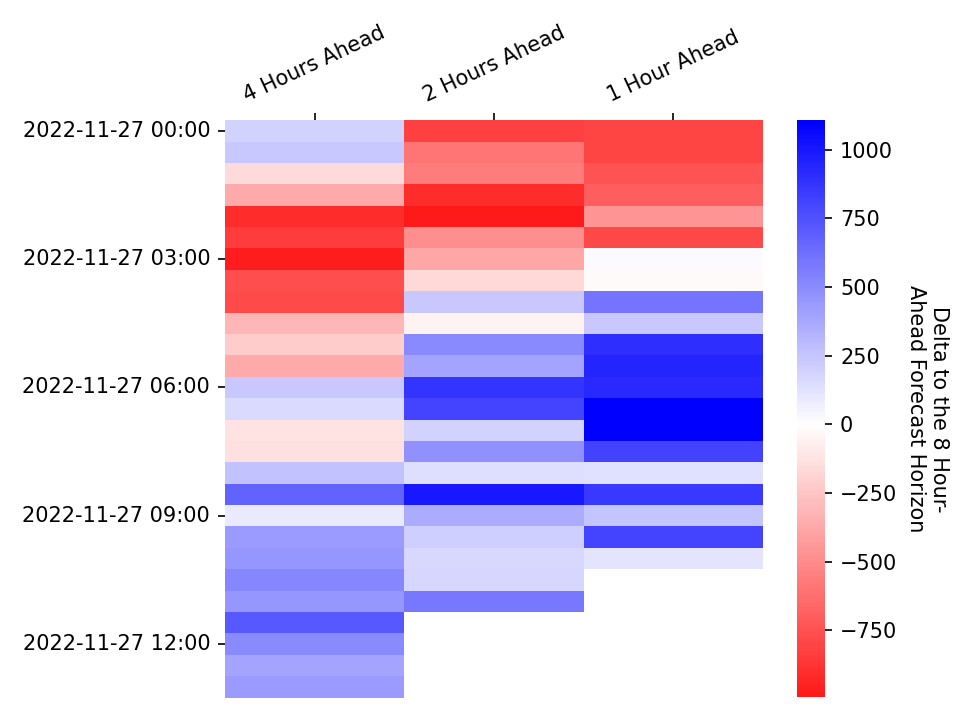 4 Hours Ahead
2 Hours Ahead
1 Hour Ahead
2022-11-27 00:00
2022-11-27 03:00
2022-11-27 06:00
2022-11-27 09:00
2022-11-27 12:00
1000
750
500
250
0
−250
−500
−750
Delta to the 8 Hour-
Ahead Forecast Horizon